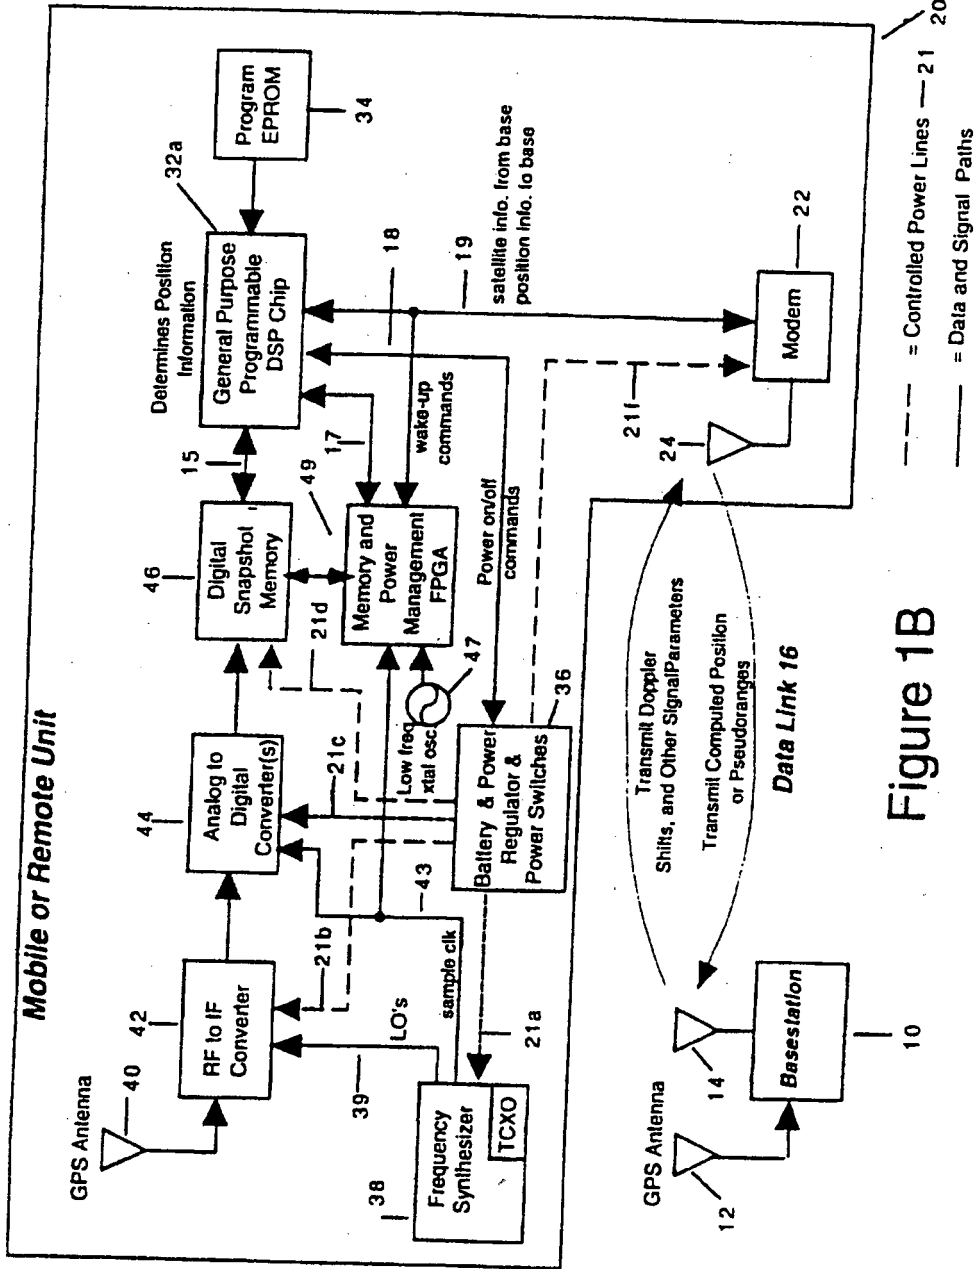 Mobile or Remote Unit
20
GPS Antenna
40
42
RF to IF
Converter
44
Analog to
Digital
Converter(s)
46
Digital
Snapshot
Memory
15
Determines Position
Information
32a
General Purpose
Programmable
DSP Chip
Program
EPROM
34
39
LO's
21b
43
sample clk
21c
21d
49
Low freq
xtal osc.
47
Memory and
Power
Management
FPGA
17
wake-up
commands
18
19
satellite info. from base
position info. to base
38
Frequency
Synthesizer
TCXO
21a
Battery & Power
Regulator &
Power Switches
36
Power on/off
commands
21f
24
Modem
22
GPS Antenna
12
14
Basestation
10
Transmit Doppler
Shifts, and Other SignalParameters
Transmit Computed Position
or Pseudoranges
Data Link 16
= Controlled Power Lines
21
= Data and Signal Paths
Figure 1B